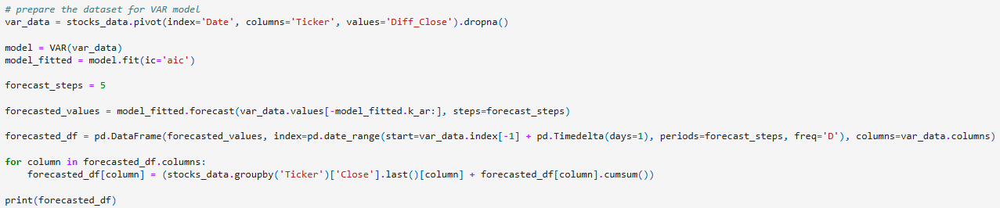 # prepare the dataset for VAR model
var_data = stocks_data.pivot(index='Date', columns='Ticker', values='Diff_Close').dropna()
model = VAR(var_data)
model_fitted = model.fit(ic='aic')
forecast_steps = 5
forecasted_values = model_fitted.forecast(var_data.values[-model_fitted.k_ar:], steps=forecast_steps)
forecasted_df = pd.DataFrame(forecasted_values, index=pd.date_range(start=var_data.index[-1] + pd.Timedelta(days=1), periods=forecast_steps, freq='D'), columns=var_data.columns)
for column in forecasted_df.columns:
    forecasted_df[column] = (stocks_data.groupby('Ticker')['Close'].last()[column] + forecasted_df[column].cumsum())
print(forecasted_df)